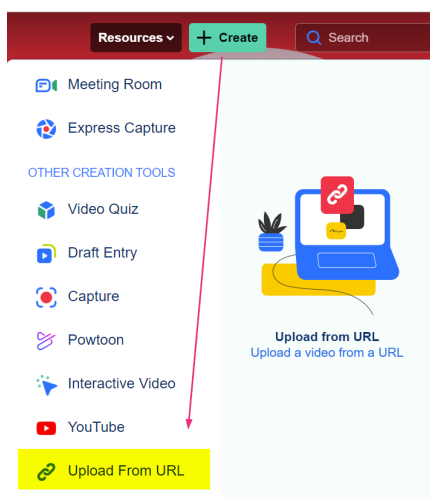 Resources
Create
Search
Meeting Room
Express Capture
OTHER CREATION TOOLS
Video Quiz
Draft Entry
Capture
Powtoon
Interactive Video
YouTube
Upload From URL
Upload from URL
Upload a video from a URL